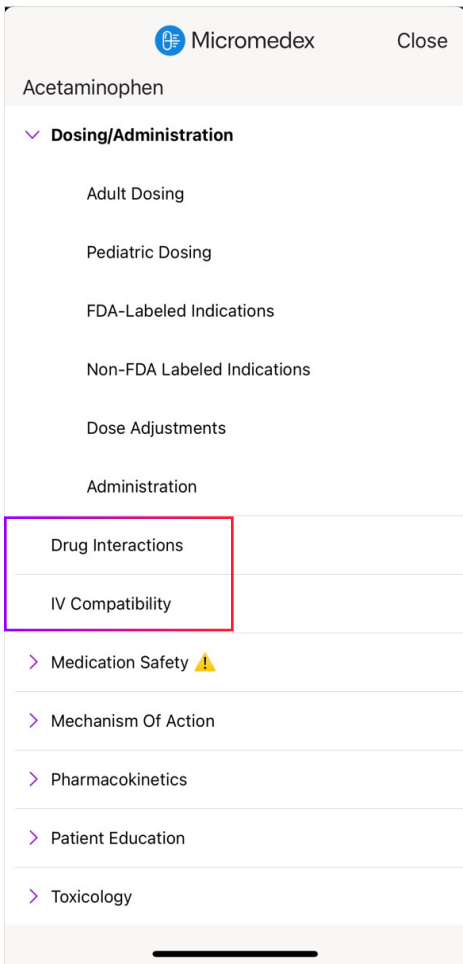 Micromedex Close
Acetaminophen
Dosing/Administration
Adult Dosing
Pediatric Dosing
FDA-Labeled Indications
Non-FDA Labeled Indications
Dose Adjustments
Administration
Drug Interactions
IV Compatibility
Medication Safety ⚠️
Mechanism Of Action
Pharmacokinetics
Patient Education
Toxicology